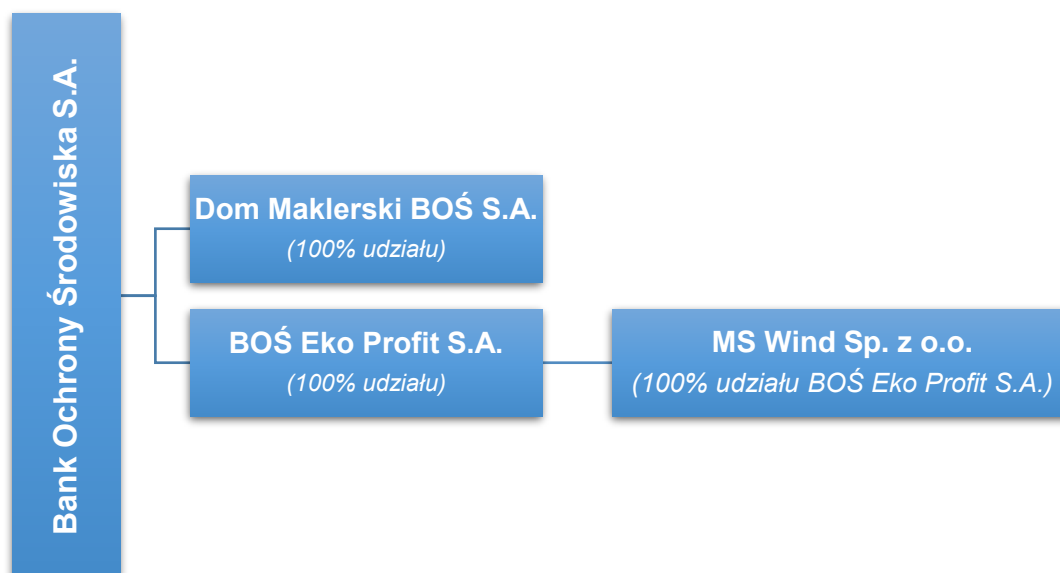 Bank Ochrony Środowiska S.A.
Dom Maklerski BOŚ S.A.
(100% udziału)
BOŚ Eko Profit S.A.
(100% udziału)
MS Wind Sp. z o.o.
(100% udziału BOŚ Eko Profit S.A.)